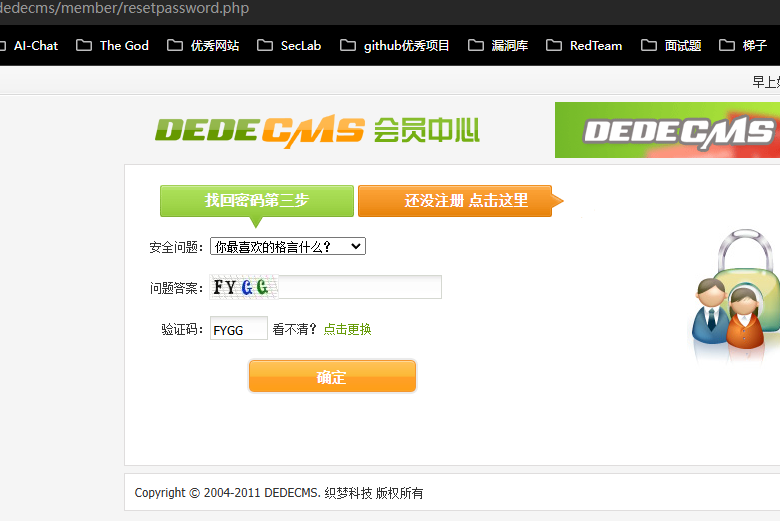 dedecms/member/resetpassword.php
AI-Chat The God 优秀网站 SecLab github优秀项目 漏洞库 RedTeam 面试题 梯子
早上
DEDECMS 会员中心
DEDECMS
找回密码第三步 还没注册 点击这里
安全问题: 你最喜欢的格言什么?
问题答案: FYGG
验证码: FYGG 看不清? 点击更换
确定
Copyright © 2004-2011 DEDECMS. 织梦科技 版权所有